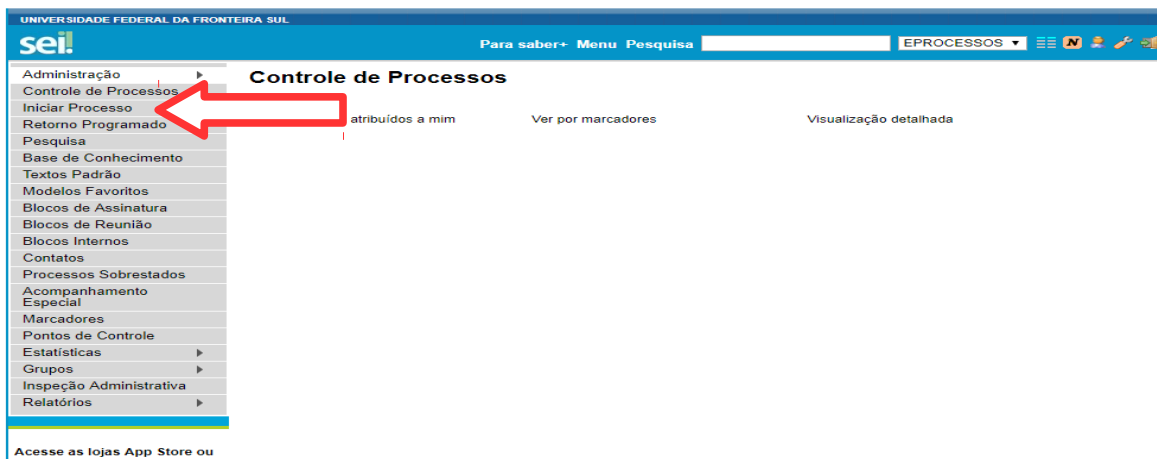 UNIVERSIDADE FEDERAL DA FRONTEIRA SUL
sei!
Para saber+ Menu Pesquisa
EPROCESSOS
N
Administração
Controle de Processos
Iniciar Processo
Retorno Programado
Pesquisa
Base de Conhecimento
Textos Padrão
Modelos Favoritos
Blocos de Assinatura
Blocos de Reunião
Blocos Internos
Contatos
Processos Sobrestados
Acompanhamento
Especial
Marcadores
Pontos de Controle
Estatísticas
Grupos
Inspeção Administrativa
Relatórios
Acesse as lojas App Store ou
Controle de Processos
atribuídos a mim
Ver por marcadores
Visualização detalhada